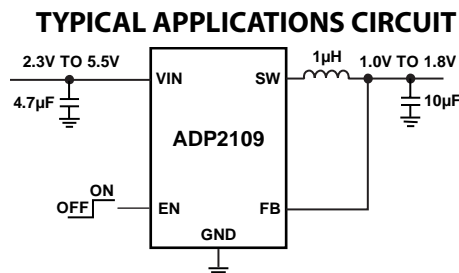 TYPICAL APPLICATIONS CIRCUIT
2.3V TO 5.5V
VIN
4.7µF
SW
1µH
1.0V TO 1.8V
10µF
ADP2109
ON
OFF
EN
FB
GND